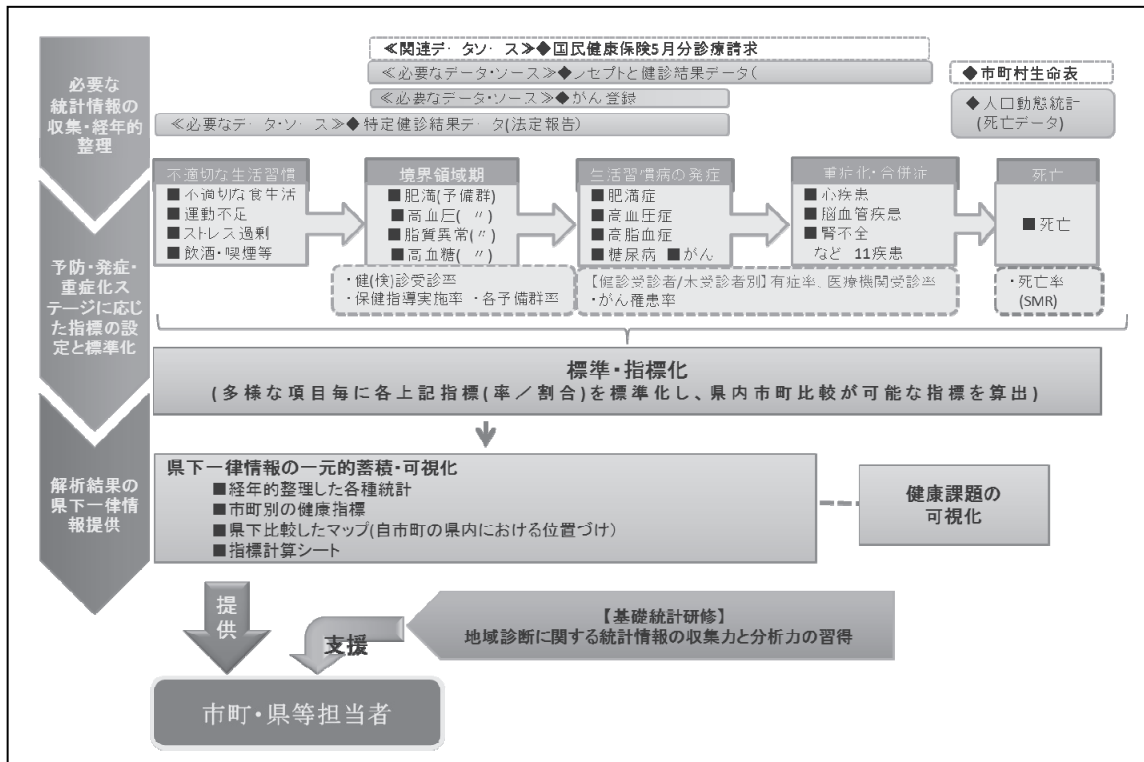 必要な
統計情報の
収集・経年的
整理
≪関連データソース≫◆国民健康保険5月分診療請求
≪必要なデータ・ソース≫◆レセプトと健診結果データ(
≪必要なデータ・ソース≫◆がん登録
≪必要なデータ・ソース≫◆特定健診結果データ(法定報告)
◆市町村生命表
◆人口動態統計
(死亡データ)
予防・発症・
重症化ス
テージに応じ
た指標の設
定と標準化
不適切な生活習慣
■不適切な食生活
■運動不足
■ストレス過剰
■飲酒・喫煙等
境界領域期
■肥満(予備群)
■高血圧( 〃)
■脂質異常(〃)
■高血糖(〃)
・健(検)診受診率
・保健指導実施率 ・各予備群率
生活習慣病の発症
■肥満症
■高血圧症
■高脂血症
■糖尿病 ■がん
重症化・合併症
■心疾患
■脳血管疾患
■腎不全
など 11疾患
【健診受診者/未受診者別】有症率、医療機関受診率
・がん罹患率
死亡
■死亡
・死亡率
(SMR)
標準・指標化
(多様な項目毎に各上記指標(率/割合)を標準化し、県内市町比較が可能な指標を算出)
解析結果の
県下一律情
報提供
県下一律情報の一元的蓄積・可視化
■経年的整理した各種統計
■市町別の健康指標
■県下比較したマップ(自市町の県内における位置づけ)
■指標計算シート
健康課題の
可視化
提供
支援
【基礎統計研修】
地域診断に関する統計情報の収集力と分析力の習得
市町・県等担当者